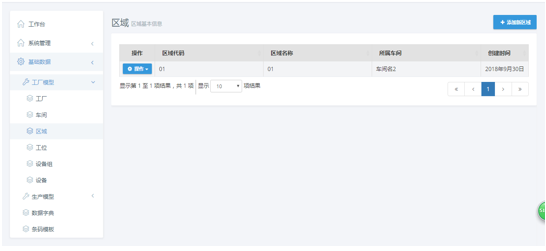 工作台
系统管理
基础数据
工厂模型
工厂
车间
区域
工位
设备组
设备
生产模型
数据字典
条码模板
区域 区域基本信息
+ 添加新区域
操作 区域代码 区域名称 所属车间 创建时间
操作 01 01 车间名2 2018年9月30日
显示第 1 至 1 项结果，共 1 项 显示 10 项结果
« ‹ 1 › »